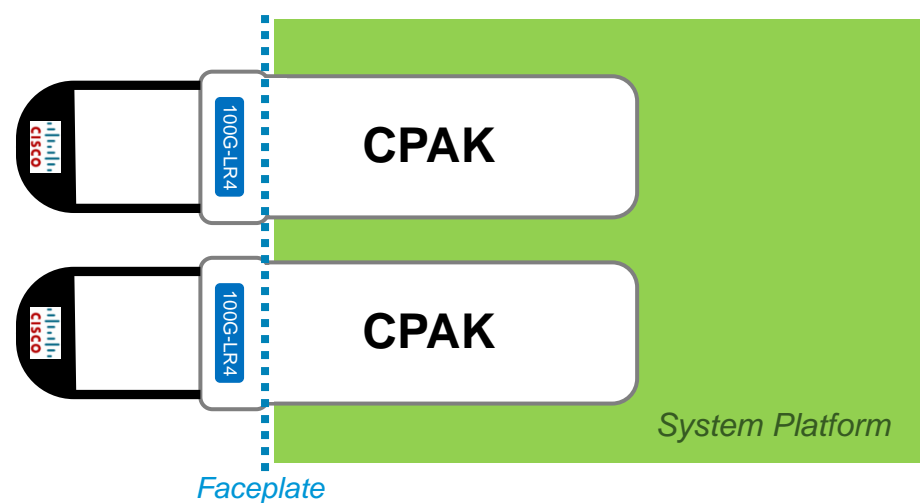 CISCO
100G-LR4
CPAK
CISCO
100G-LR4
CPAK
System Platform
Faceplate